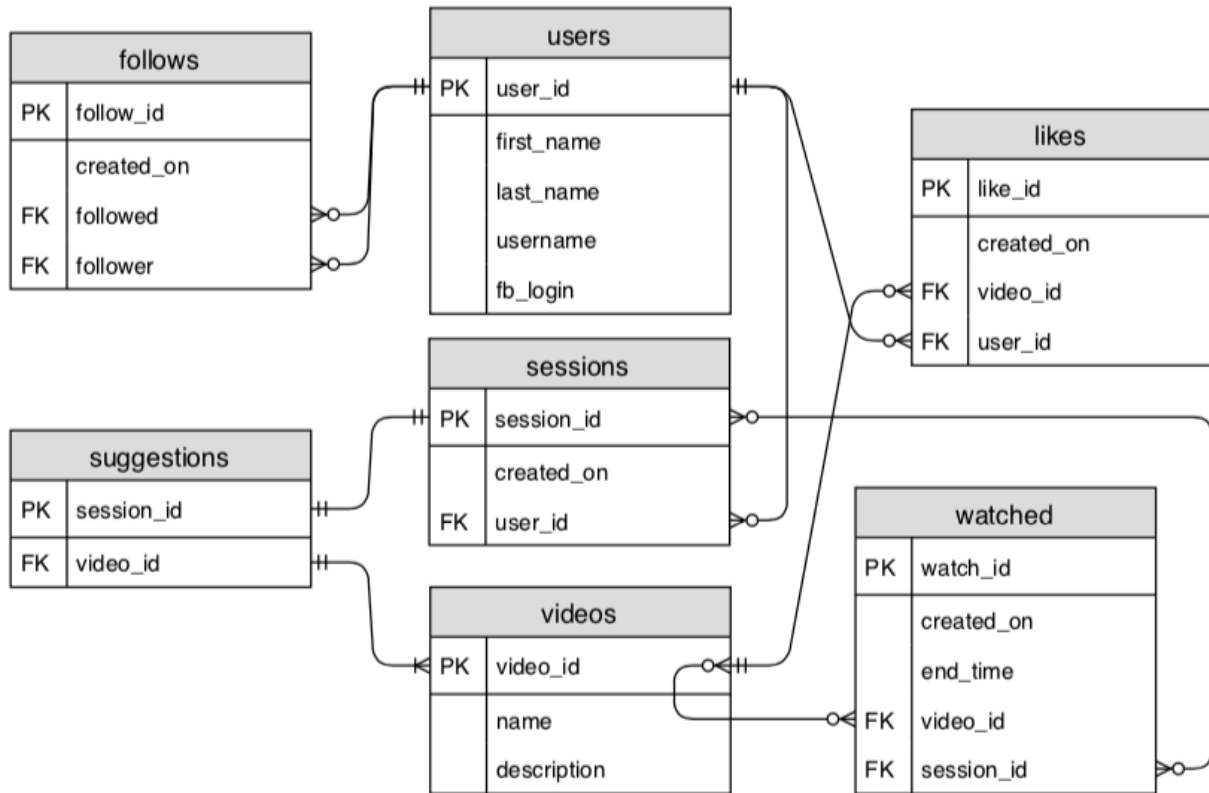 follows
PK follow_id
created_on
FK followed
FK follower
users
PK user_id
first_name
last_name
username
fb_login
likes
PK like_id
created_on
FK video_id
FK user_id
sessions
PK session_id
created_on
FK user_id
suggestions
PK session_id
FK video_id
videos
PK video_id
name
description
watched
PK watch_id
created_on
end_time
FK video_id
FK session_id